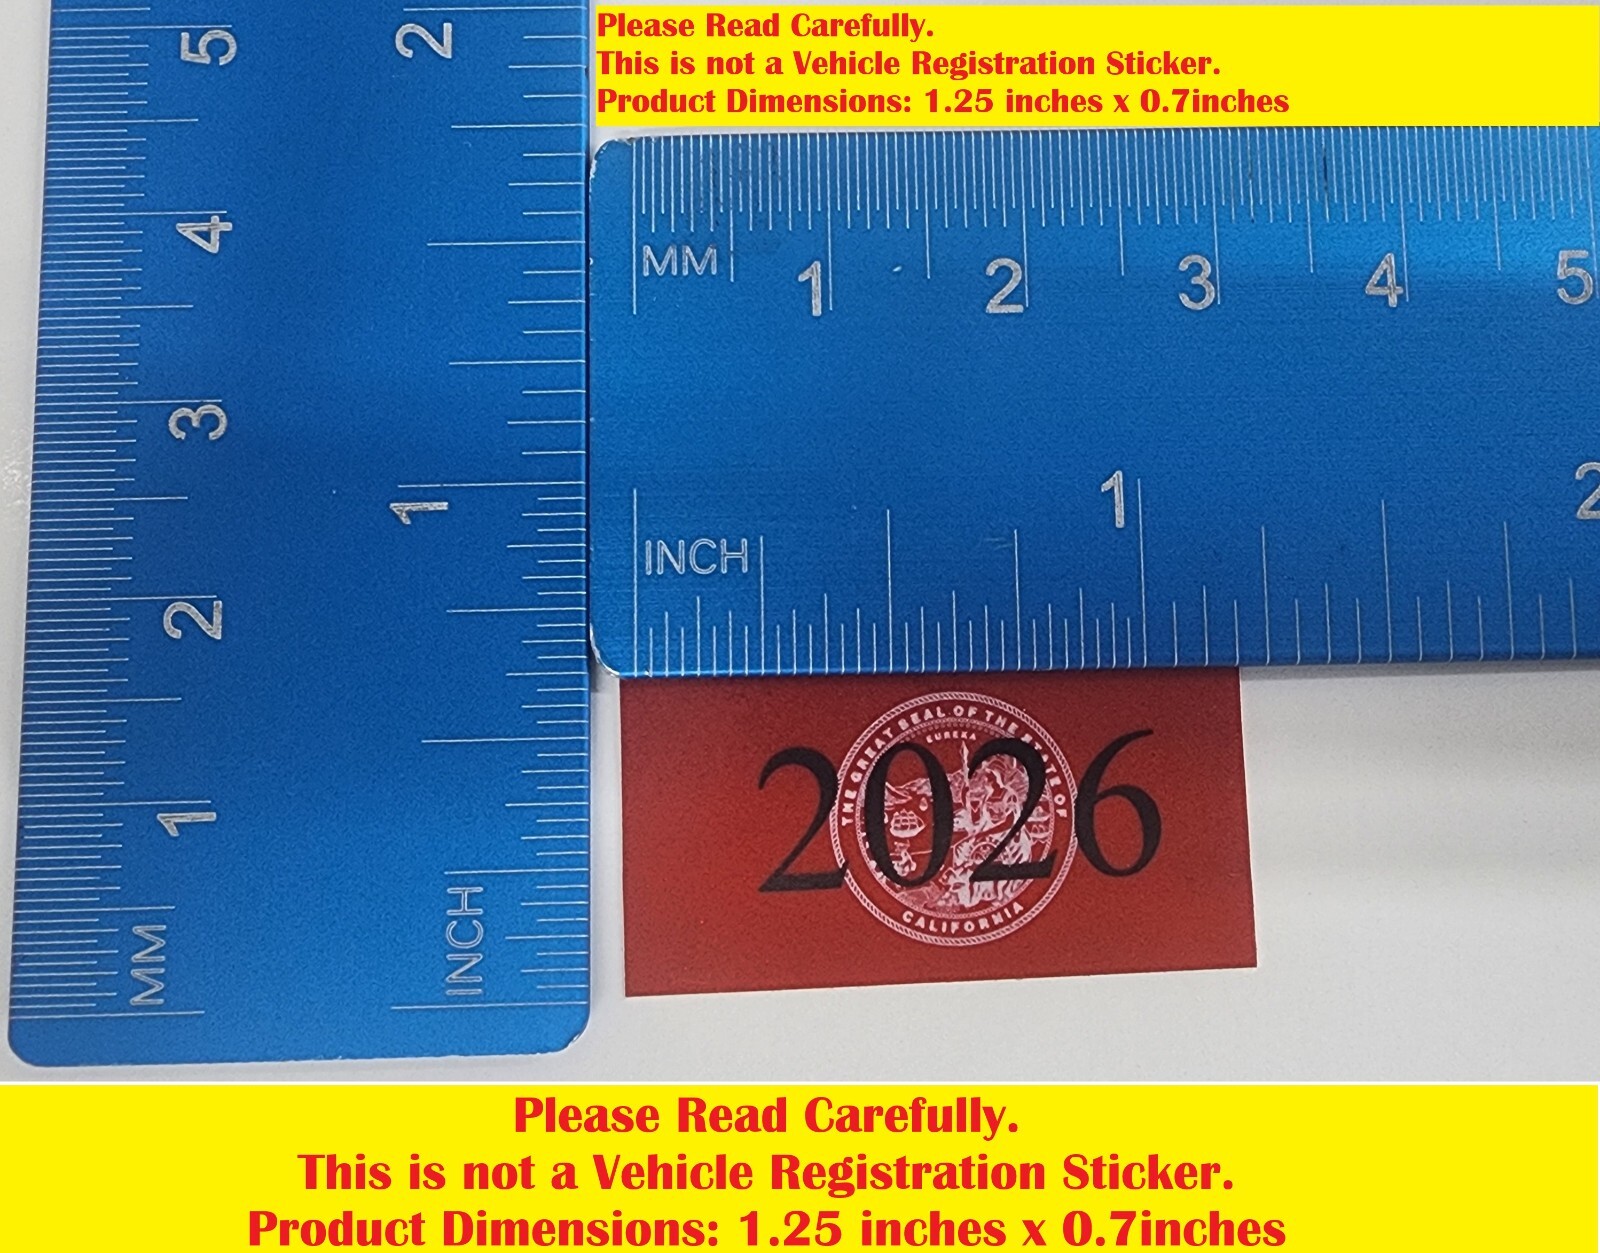 Please Read Carefully.
This is not a Vehicle Registration Sticker.
Product Dimensions: 1.25 inches x 0.7inches
5
2
4
3
1
2
1
MM
INCH
MM
1
2
3
4
5
1
2
INCH
THE GREAT SEAL OF THE STATE OF
EUREKA
2026
CALIFORNIA
Please Read Carefully.
This is not a Vehicle Registration Sticker.
Product Dimensions: 1.25 inches x 0.7inches